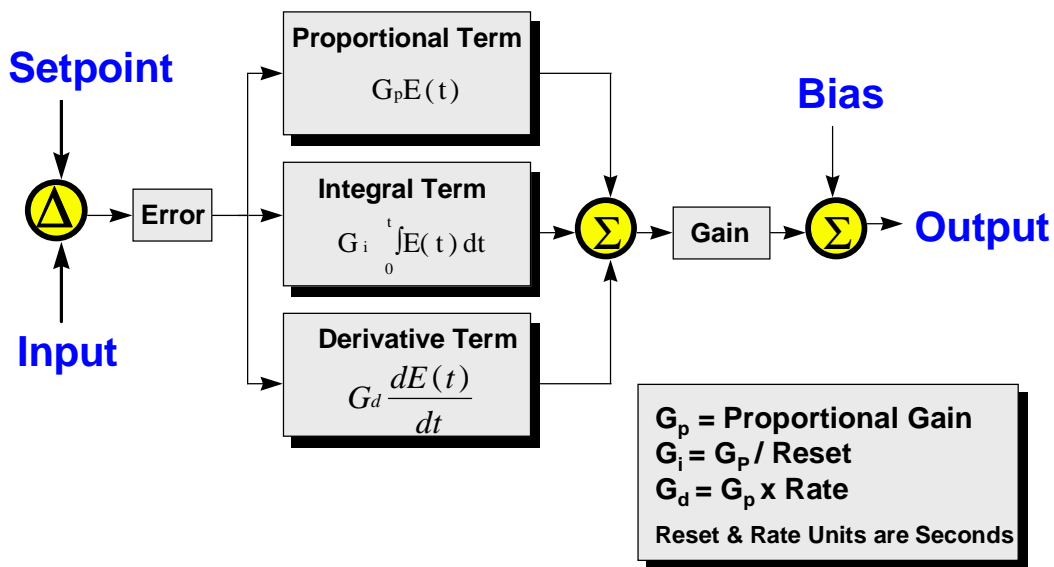 Setpoint
Δ
Input
Error
Proportional Term
GpE(t)
Integral Term
Gi ∫0t E(t) dt
Derivative Term
Gd dE(t)/dt
Σ
Gain
Bias
Σ
Output
Gp = Proportional Gain
Gi = GP / Reset
Gd = Gp x Rate
Reset & Rate Units are Seconds